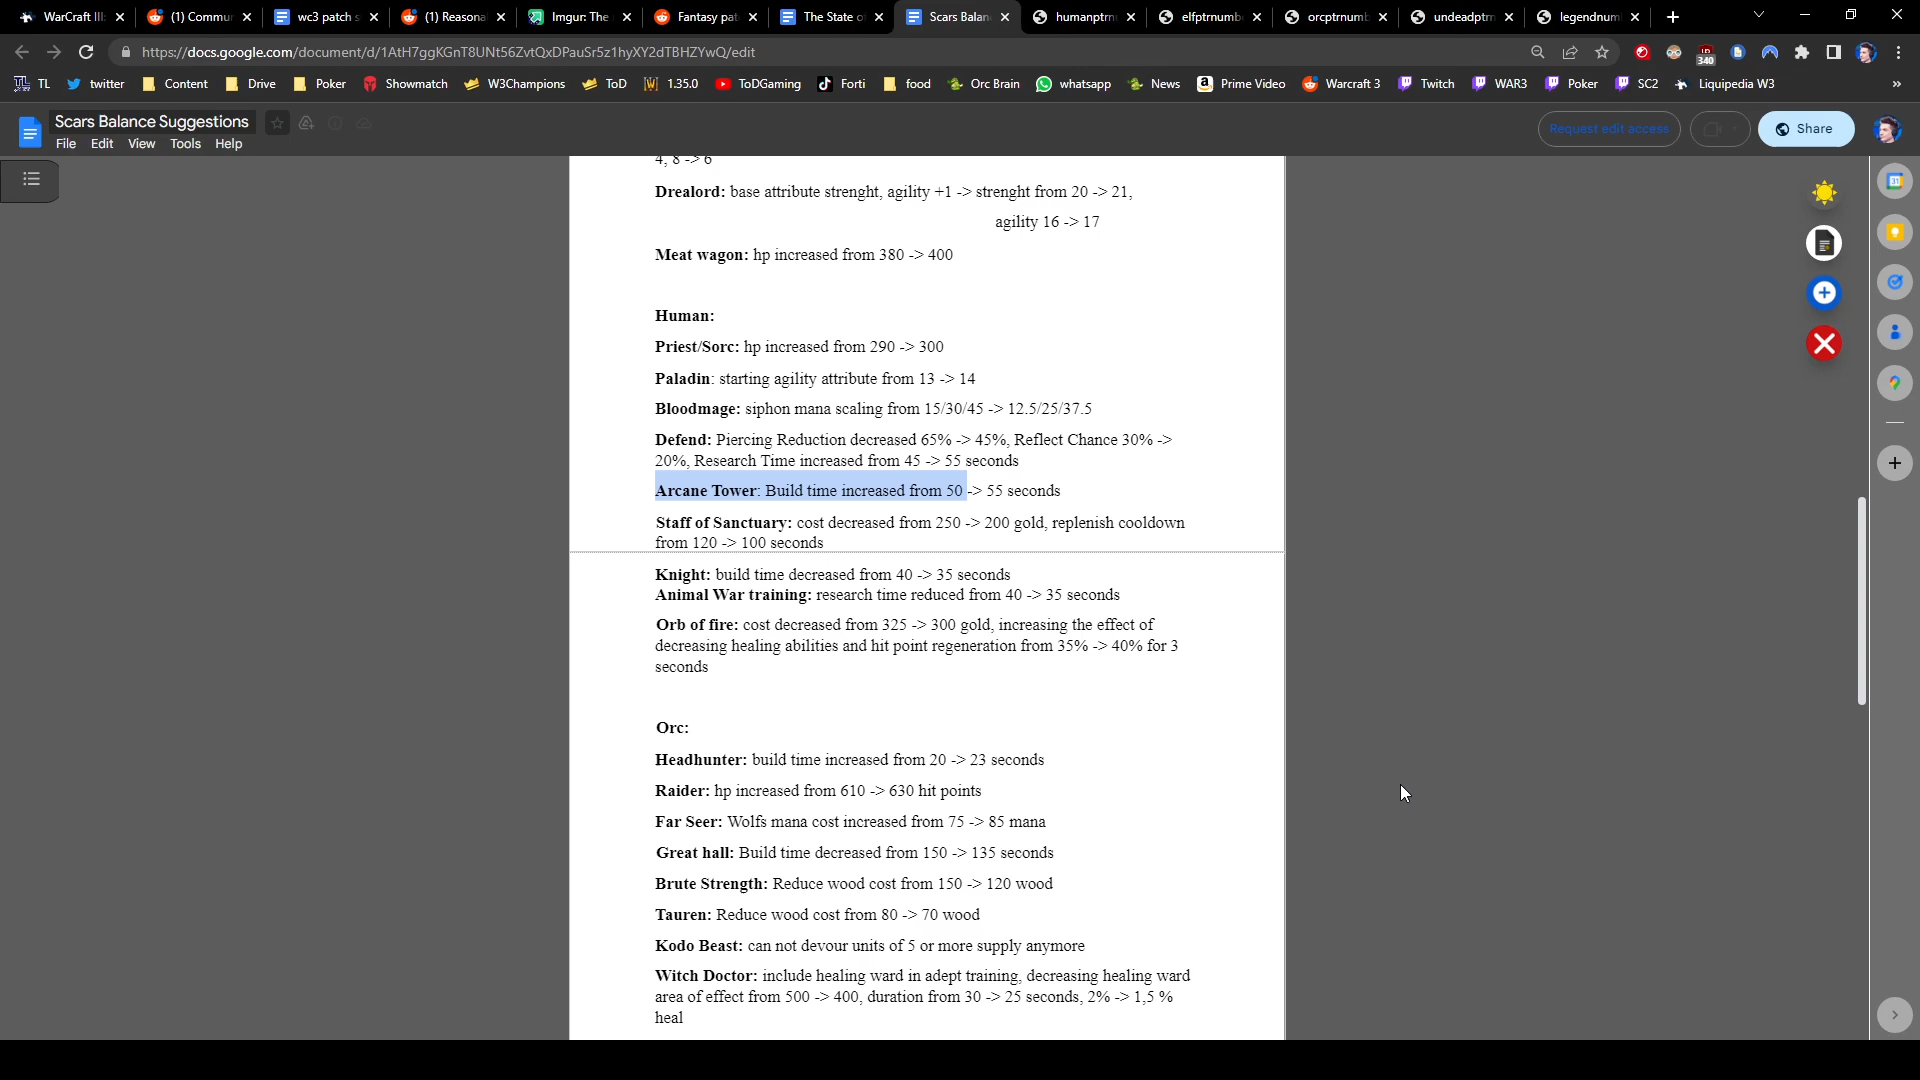 WarCraft III:
(1) Commun
wc3 patch s
(1) Reasona
Imgur: The
Fantasy pat
The State o
Scars Balan
humanptrn
elfptrnumb
orcptrnumb
undeadptrn
legendnum
https://docs.google.com/document/d/1AtH7ggKGnT8UNt56ZvtQxDPauSr5z1hyXY2dTBHZYwQ/edit
340
TL
twitter
Content
Drive
Poker
Showmatch
W3Champions
ToD
1.35.0
ToDGaming
Forti
food
Orc Brain
whatsapp
News
Prime Video
Warcraft 3
Twitch
WAR3
Poker
SC2
Liquipedia W3
»
Scars Balance Suggestions
File Edit View Tools Help
Request edit access
Share
31
4, 8 -> 6
Drealord: base attribute strenght, agility +1 -> strenght from 20 -> 21,
agility 16 -> 17
Meat wagon: hp increased from 380 -> 400
Human:
Priest/Sorc: hp increased from 290 -> 300
Paladin: starting agility attribute from 13 -> 14
Bloodmage: siphon mana scaling from 15/30/45 -> 12.5/25/37.5
Defend: Piercing Reduction decreased 65% -> 45%, Reflect Chance 30% ->
20%, Research Time increased from 45 -> 55 seconds
Arcane Tower: Build time increased from 50 -> 55 seconds
Staff of Sanctuary: cost decreased from 250 -> 200 gold, replenish cooldown
from 120 -> 100 seconds
Knight: build time decreased from 40 -> 35 seconds
Animal War training: research time reduced from 40 -> 35 seconds
Orb of fire: cost decreased from 325 -> 300 gold, increasing the effect of
decreasing healing abilities and hit point regeneration from 35% -> 40% for 3
seconds
Orc:
Headhunter: build time increased from 20 -> 23 seconds
Raider: hp increased from 610 -> 630 hit points
Far Seer: Wolfs mana cost increased from 75 -> 85 mana
Great hall: Build time decreased from 150 -> 135 seconds
Brute Strength: Reduce wood cost from 150 -> 120 wood
Tauren: Reduce wood cost from 80 -> 70 wood
Kodo Beast: can not devour units of 5 or more supply anymore
Witch Doctor: include healing ward in adept training, decreasing healing ward
area of effect from 500 -> 400, duration from 30 -> 25 seconds, 2% -> 1,5 %
heal